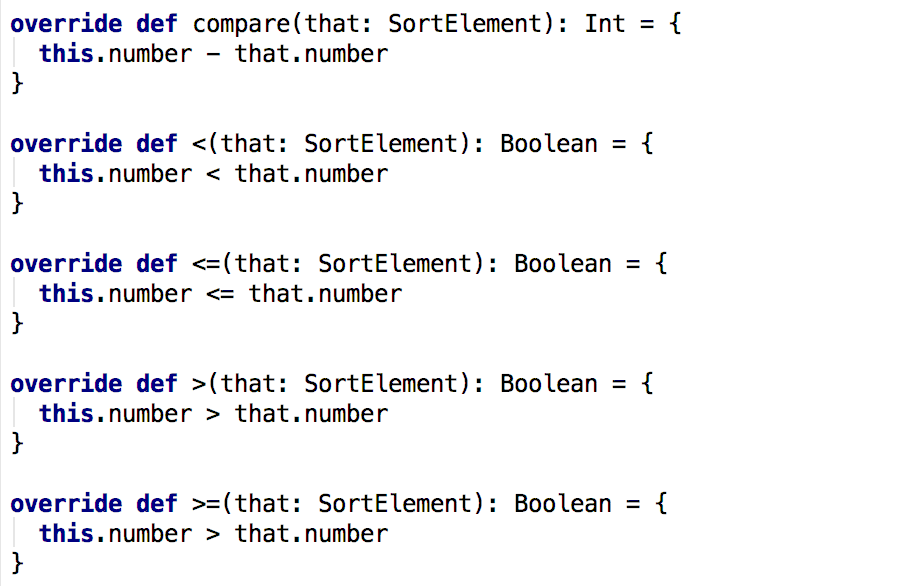 override def compare(that: SortElement): Int = {
  this.number - that.number
}

override def <(that: SortElement): Boolean = {
  this.number < that.number
}

override def <=(that: SortElement): Boolean = {
  this.number <= that.number
}

override def >(that: SortElement): Boolean = {
  this.number > that.number
}

override def >=(that: SortElement): Boolean = {
  this.number > that.number
}